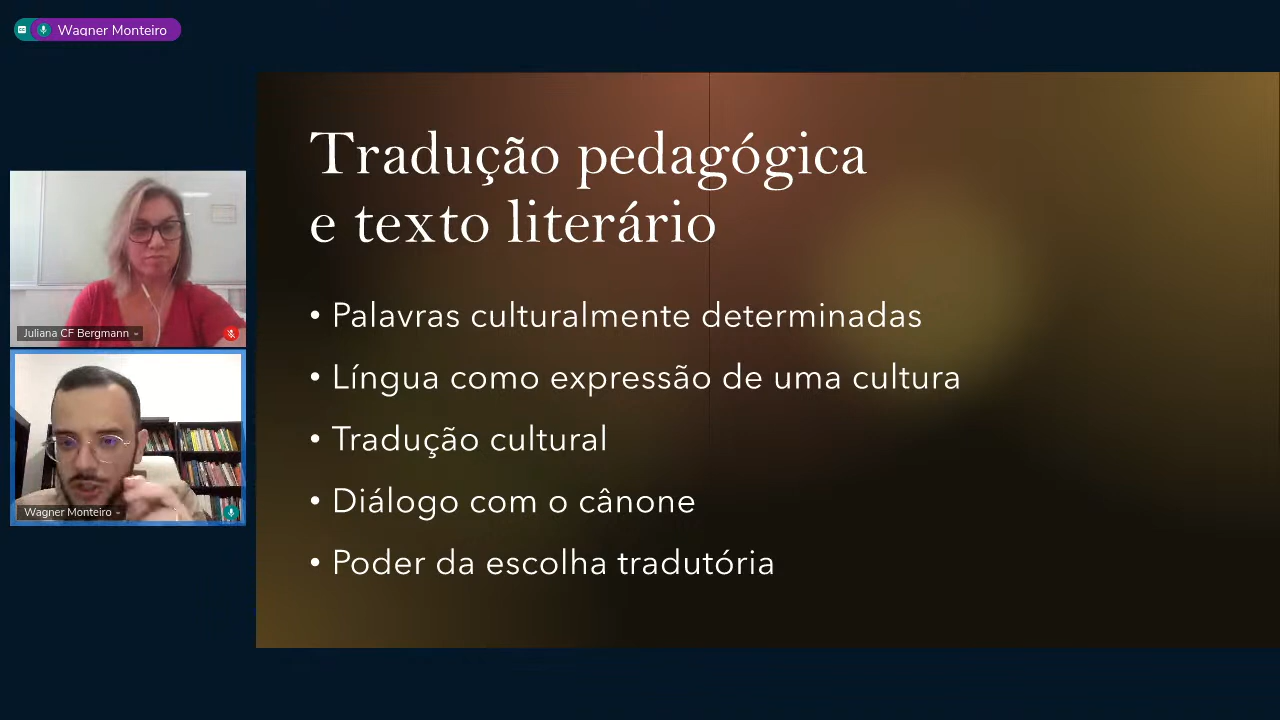 Wagner Monteiro
Tradução pedagógica
e texto literário
• Palavras culturalmente determinadas
• Língua como expressão de uma cultura
• Tradução cultural
• Diálogo com o cânone
• Poder da escolha tradutória
Juliana CF Bergmann
Wagner Monteiro